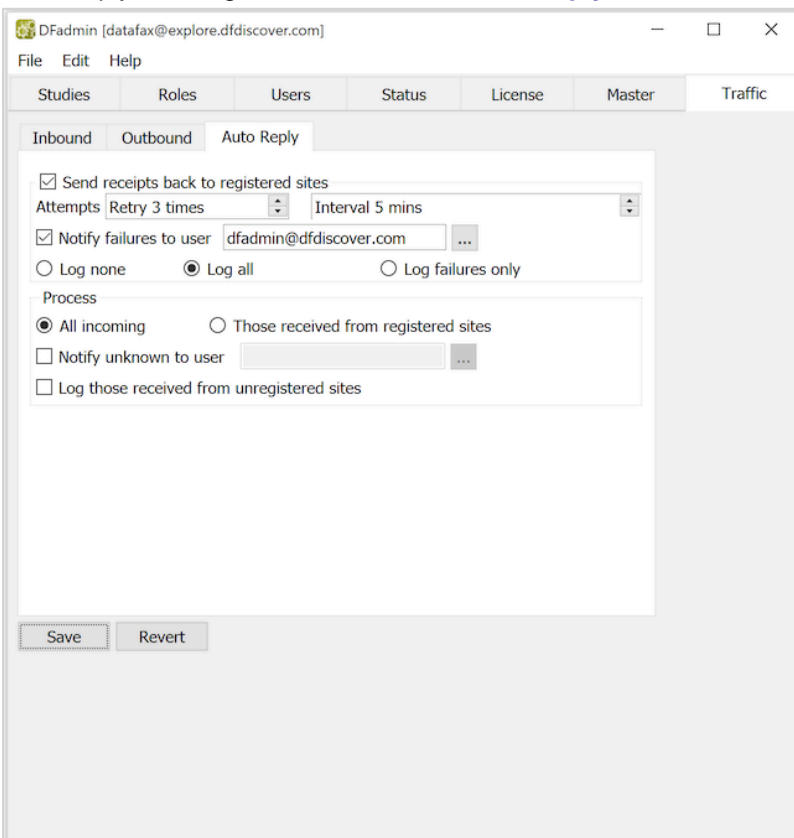 DFadmin [datafax@explore.dfdiscover.com]
File Edit Help
Studies Roles Users Status License Master Traffic
Inbound Outbound Auto Reply
Send receipts back to registered sites
Attempts Retry 3 times Interval 5 mins
Notify failures to user dfadmin@dfdiscover.com ...
Log none Log all Log failures only
Process
All incoming Those received from registered sites
Notify unknown to user ...
Log those received from unregistered sites
Save Revert